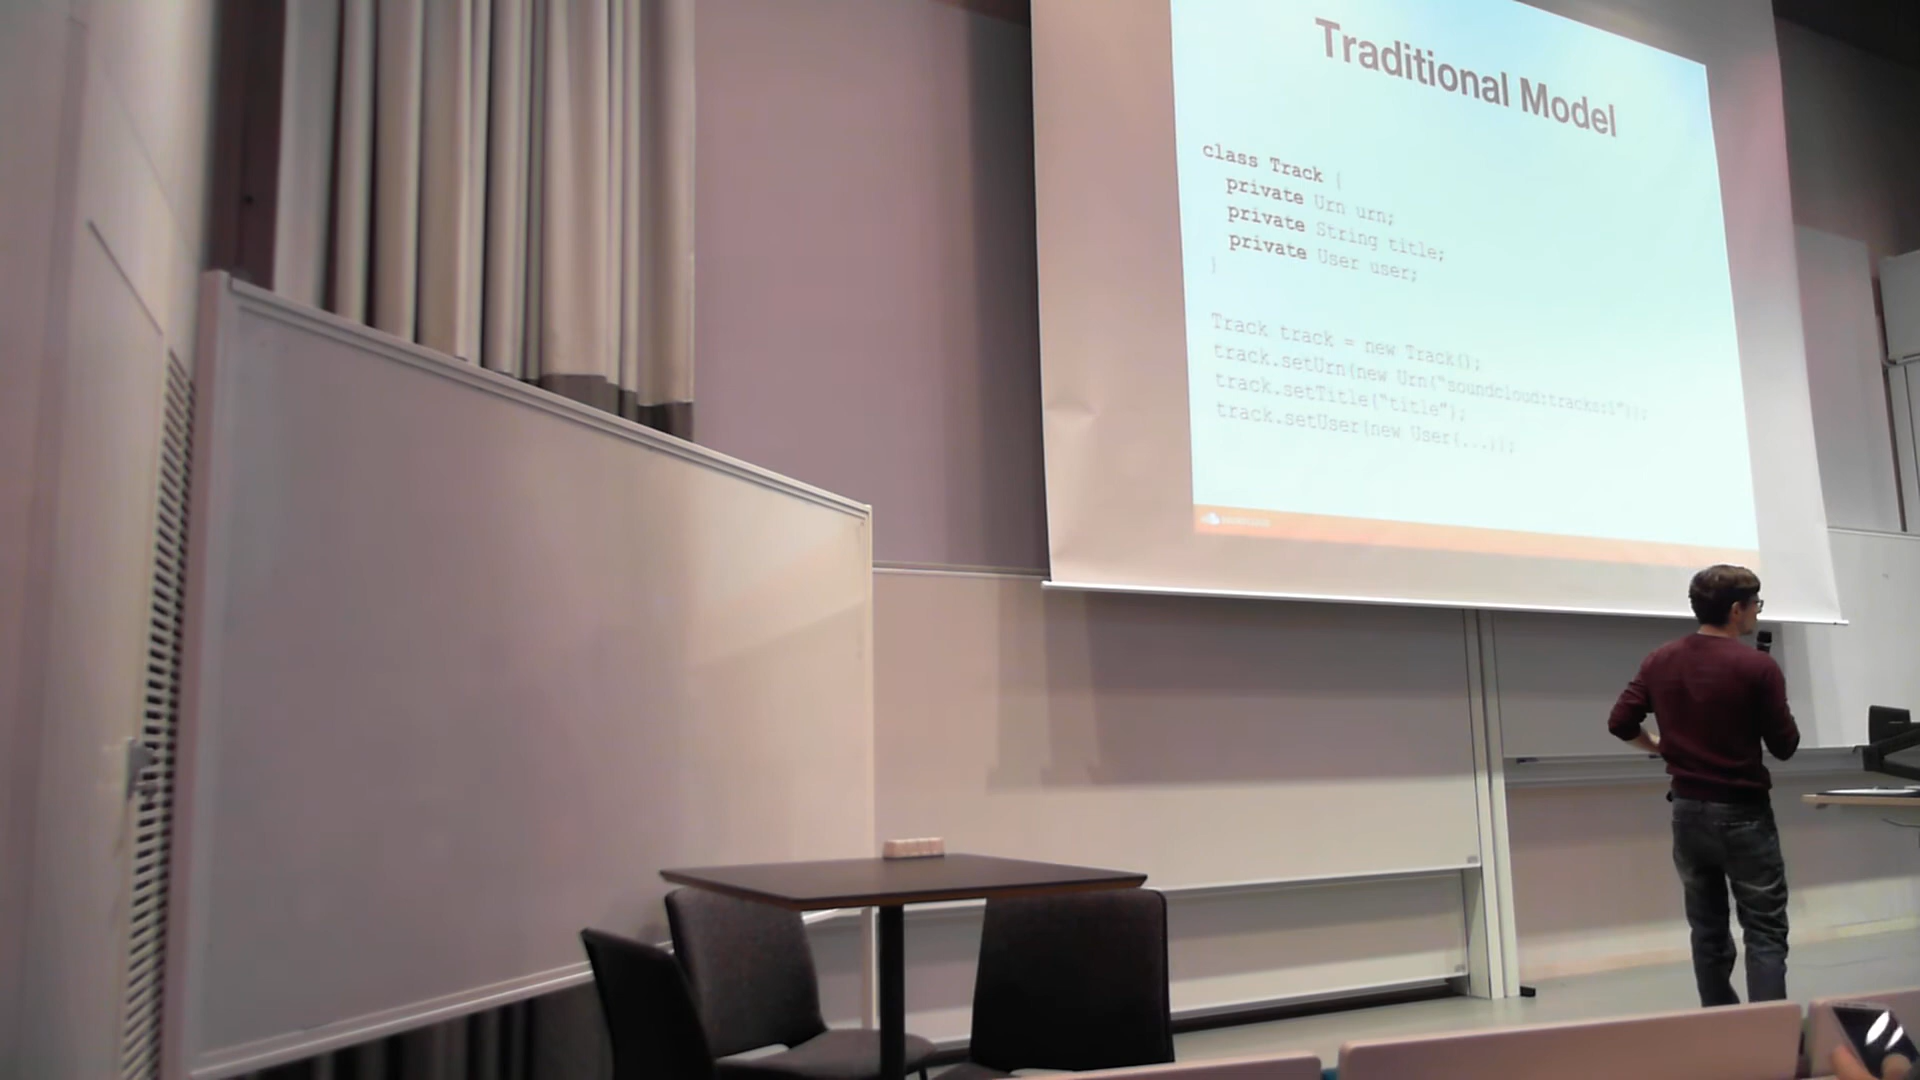 Traditional Model
class Track {
private Urn urn;
private String title;
private User user;
}
Track track = new Track();
track.setUrn(new Urn("soundcloud:tracks:1"));
track.setTitle("title");
track.setUser(new User(...));
SOUNDCLOUD